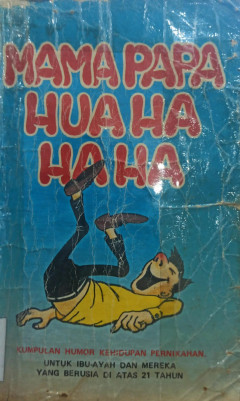 MAMA PAPA
HUA HA
HA HA
KUMPULAN HUMOR KEHIDUPAN PERNIKAHAN.
UNTUK IBU-AYAH DAN MEREKA
YANG BERUSIA DI ATAS 21 TAHUN